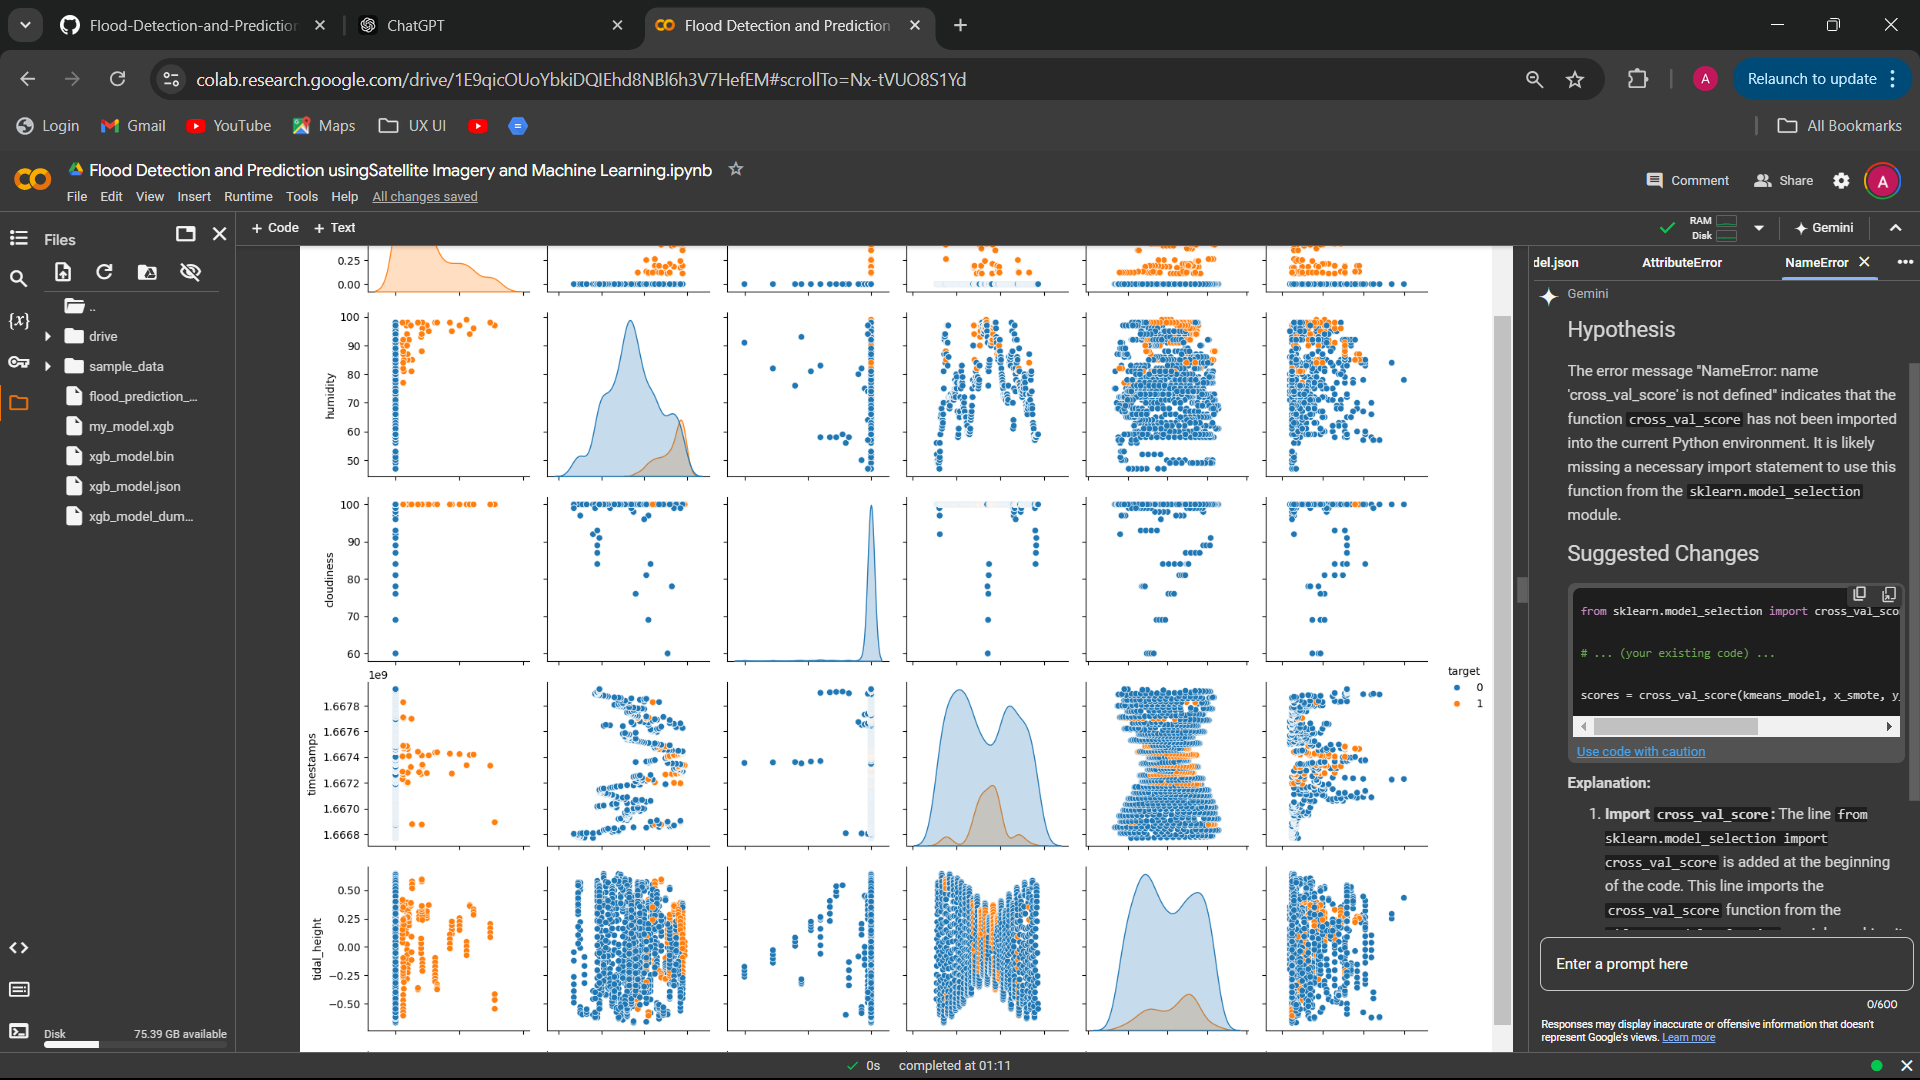 Flood-Detection-and-Prediction
ChatGPT
Flood Detection and Prediction
colab.research.google.com/drive/1E9qicOUoYbkiDQIEhd8NBl6h3V7HefEM#scrollTo=Nx-tVUO8S1Yd
A
Relaunch to update
Login
Gmail
YouTube
Maps
UX UI
All Bookmarks
Flood Detection and Prediction usingSatellite Imagery and Machine Learning.ipynb
File Edit View Insert Runtime Tools Help All changes saved
Comment
Share
A
Files
+ Code + Text
RAM
Disk
Gemini
..
drive
sample_data
flood_prediction_...
my_model.xgb
xgb_model.bin
xgb_model.json
xgb_model_dum...
Disk 75.39 GB available
0.25
0.00
100
90
80
70
60
50
humidity
100
90
80
70
60
cloudiness
1e9
1.6678
1.6676
1.6674
1.6672
1.6670
1.6668
timestamps
0.50
0.25
0.00
−0.25
−0.50
tidal_height
target
0
1
del.json
AttributeError
NameError
Gemini
Hypothesis
The error message "NameError: name
'cross_val_score' is not defined" indicates that the
function cross_val_score has not been imported
into the current Python environment. It is likely
missing a necessary import statement to use this
function from the sklearn.model_selection
module.
Suggested Changes
from sklearn.model_selection import cross_val_sco
# ... (your existing code) ...
scores = cross_val_score(kmeans_model, x_smote, y_
Use code with caution
Explanation:
1. Import cross_val_score: The line from
sklearn.model_selection import
cross_val_score is added at the beginning
of the code. This line imports the
cross_val_score function from the
Enter a prompt here
0/600
Responses may display inaccurate or offensive information that doesn't
represent Google's views. Learn more
0s completed at 01:11